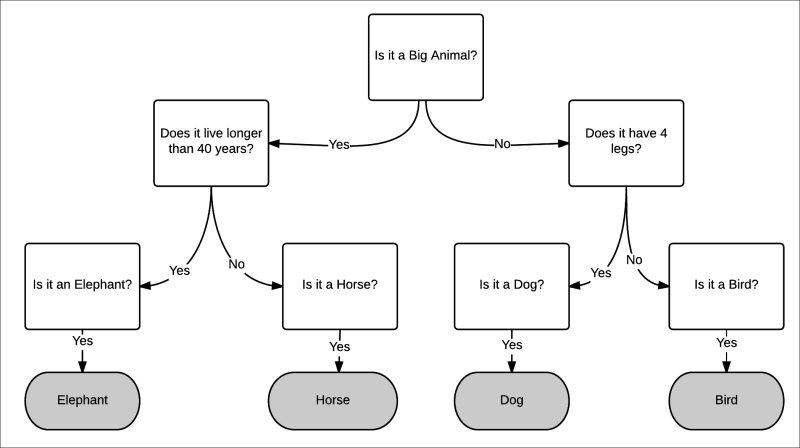 Is it a Big Animal?
Does it live longer
than 40 years?
Yes
No
Does it have 4
legs?
Yes
No
Yes
No
Is it an Elephant?
Is it a Horse?
Is it a Dog?
Is it a Bird?
Yes
Yes
Yes
Yes
Elephant
Horse
Dog
Bird